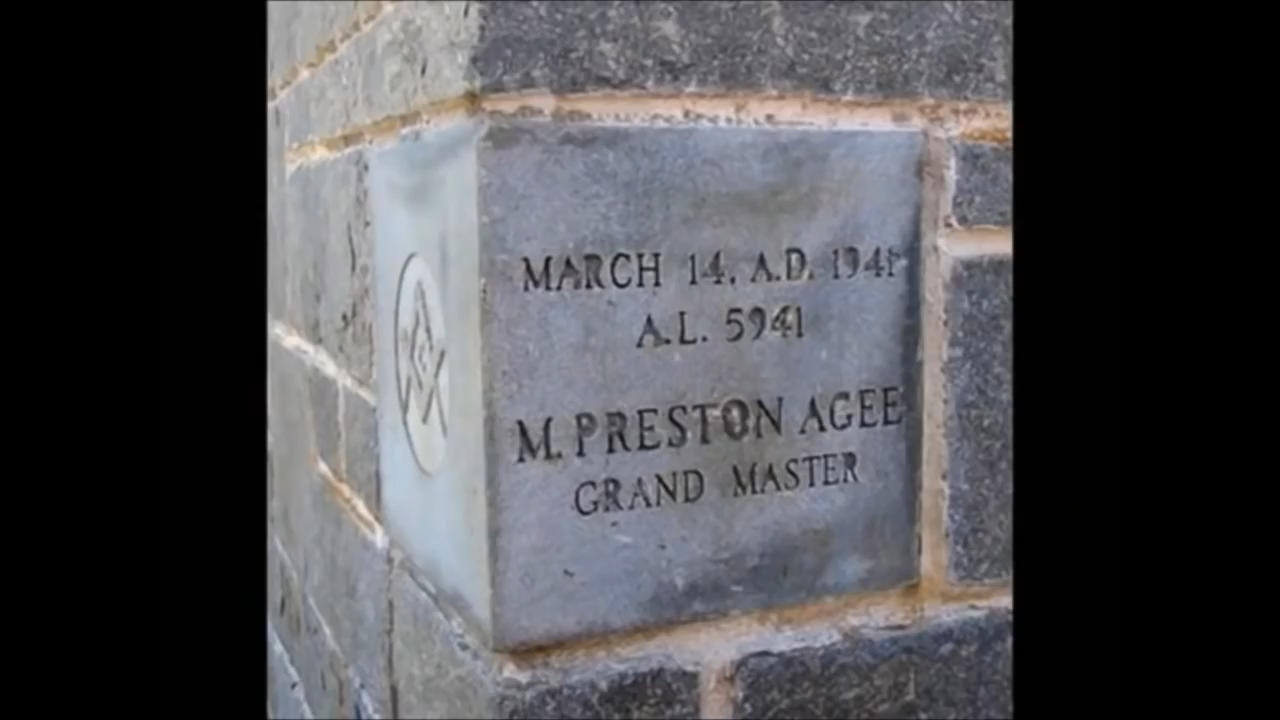 MARCH 14, A.D. 1941
A.L. 5941
M. PRESTON AGEE
GRAND MASTER